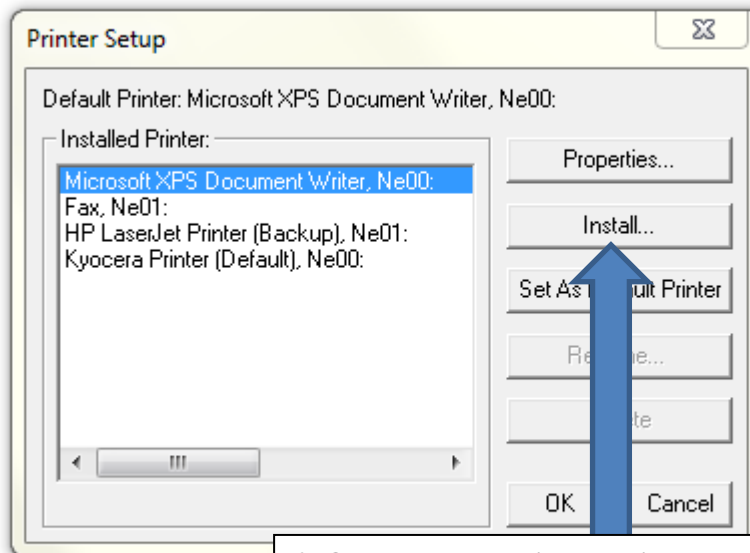 Printer Setup
Default Printer: Microsoft XPS Document Writer, Ne00:
Installed Printer:
Microsoft XPS Document Writer, Ne00:
Fax, Ne01:
HP LaserJet Printer (Backup), Ne01:
Kyocera Printer (Default), Ne00:
Properties...
Install...
Set As Printer
OK
Cancel